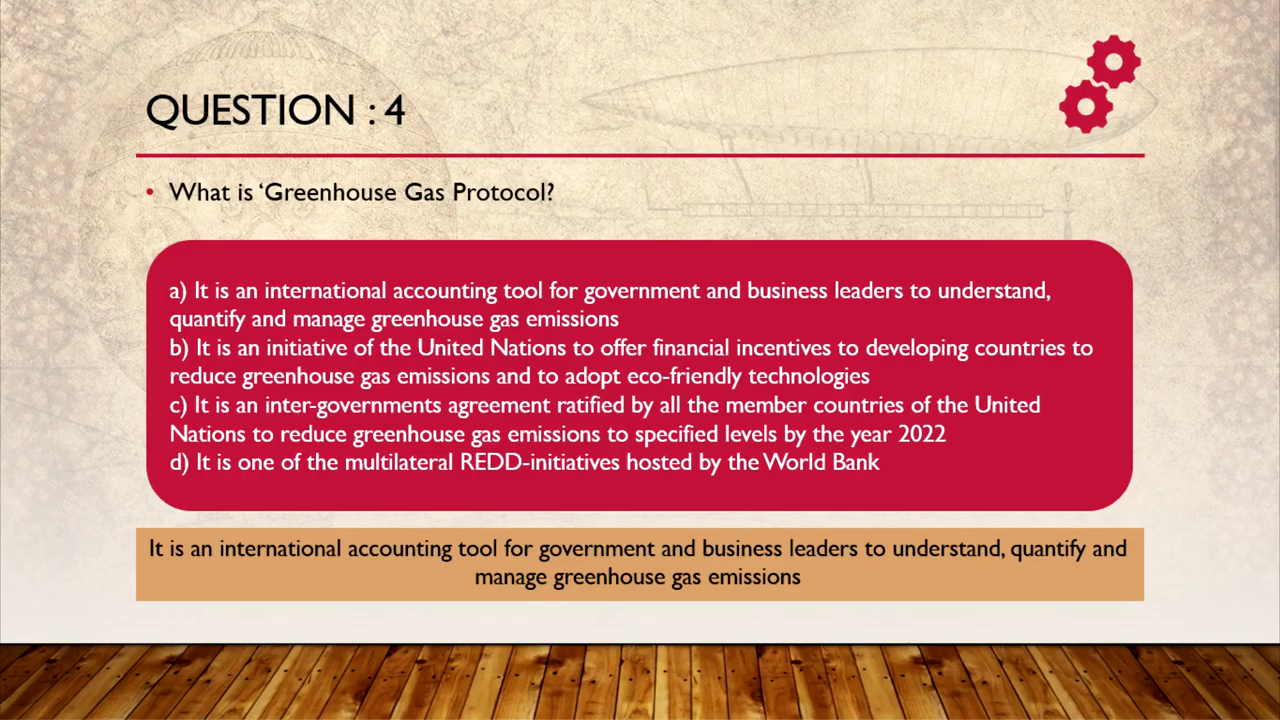 QUESTION : 4
• What is ‘Greenhouse Gas Protocol?
a) It is an international accounting tool for government and business leaders to understand,
quantify and manage greenhouse gas emissions
b) It is an initiative of the United Nations to offer financial incentives to developing countries to
reduce greenhouse gas emissions and to adopt eco-friendly technologies
c) It is an inter-governments agreement ratified by all the member countries of the United
Nations to reduce greenhouse gas emissions to specified levels by the year 2022
d) It is one of the multilateral REDD-initiatives hosted by the World Bank
It is an international accounting tool for government and business leaders to understand, quantify and
manage greenhouse gas emissions